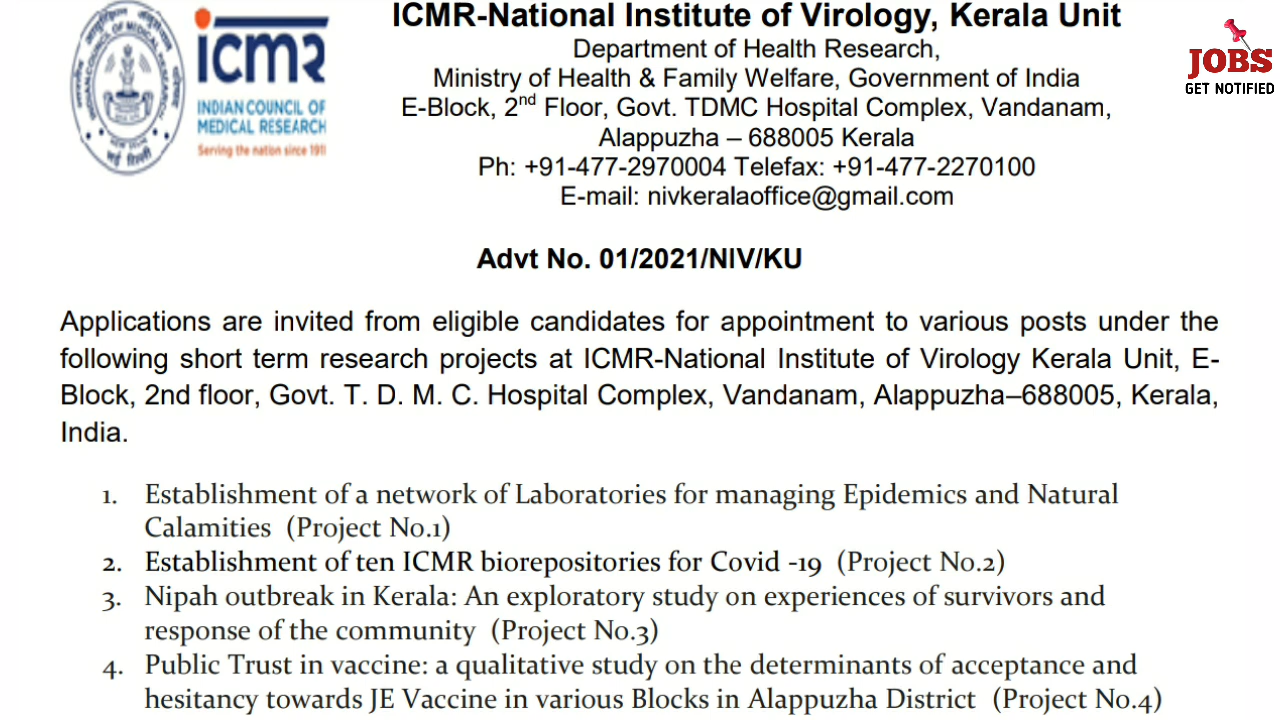 icmr
INDIAN COUNCIL OF
MEDICAL RESEARCH
Serving the nation since 1911
ICMR-National Institute of Virology, Kerala Unit
Department of Health Research,
Ministry of Health & Family Welfare, Government of India
E-Block, 2nd Floor, Govt. TDMC Hospital Complex, Vandanam,
Alappuzha – 688005 Kerala
Ph: +91-477-2970004 Telefax: +91-477-2270100
E-mail: nivkeralaoffice@gmail.com
JOBS
GET NOTIFIED
Advt No. 01/2021/NIV/KU
Applications are invited from eligible candidates for appointment to various posts under the
following short term research projects at ICMR-National Institute of Virology Kerala Unit, E-
Block, 2nd floor, Govt. T. D. M. C. Hospital Complex, Vandanam, Alappuzha–688005, Kerala,
India.
1. Establishment of a network of Laboratories for managing Epidemics and Natural
Calamities (Project No.1)
2. Establishment of ten ICMR biorepositories for Covid -19 (Project No.2)
3. Nipah outbreak in Kerala: An exploratory study on experiences of survivors and
response of the community (Project No.3)
4. Public Trust in vaccine: a qualitative study on the determinants of acceptance and
hesitancy towards JE Vaccine in various Blocks in Alappuzha District (Project No.4)